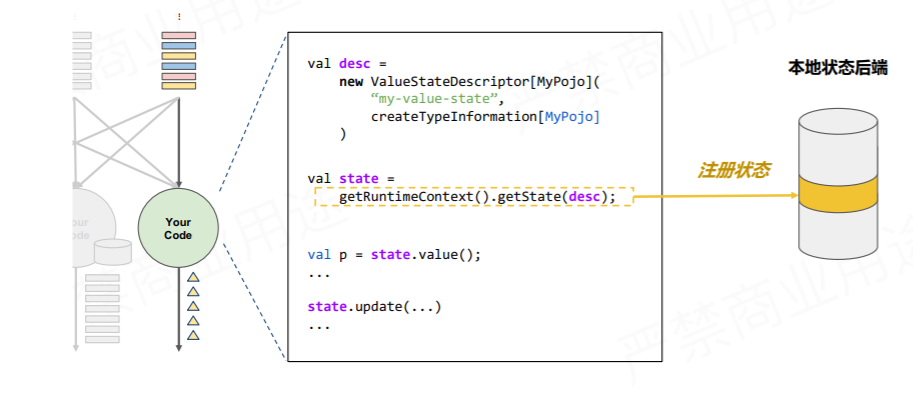 val desc =
new ValueStateDescriptor[MyPojo](
“my-value-state”,
createTypeInformation[MyPojo]
)
val state =
getRuntimeContext().getState(desc);
val p = state.value();
...
state.update(...)
...
Your
Code
本地状态后端
注册状态
严禁商业用途